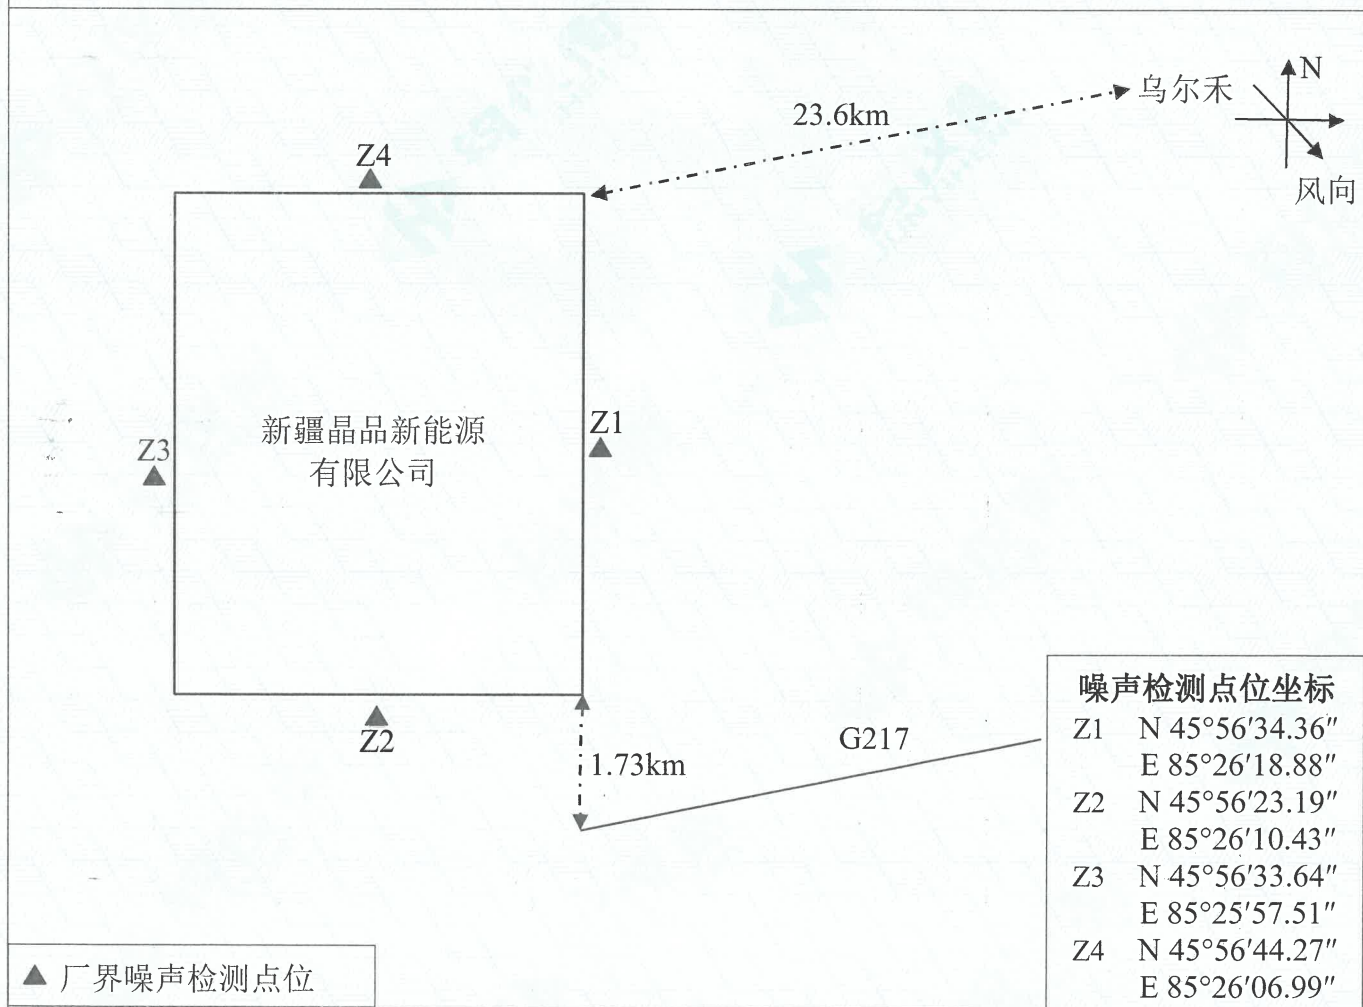 N
乌尔禾
23.6km
风向
Z4
新疆晶品新能源
有限公司
Z1
Z3
Z2
1.73km
G217
噪声检测点位坐标
Z1 N 45°56′34.36″
E 85°26′18.88″
Z2 N 45°56′23.19″
E 85°26′10.43″
Z3 N 45°56′33.64″
E 85°25′57.51″
Z4 N 45°56′44.27″
E 85°26′06.99″
▲ 厂界噪声检测点位